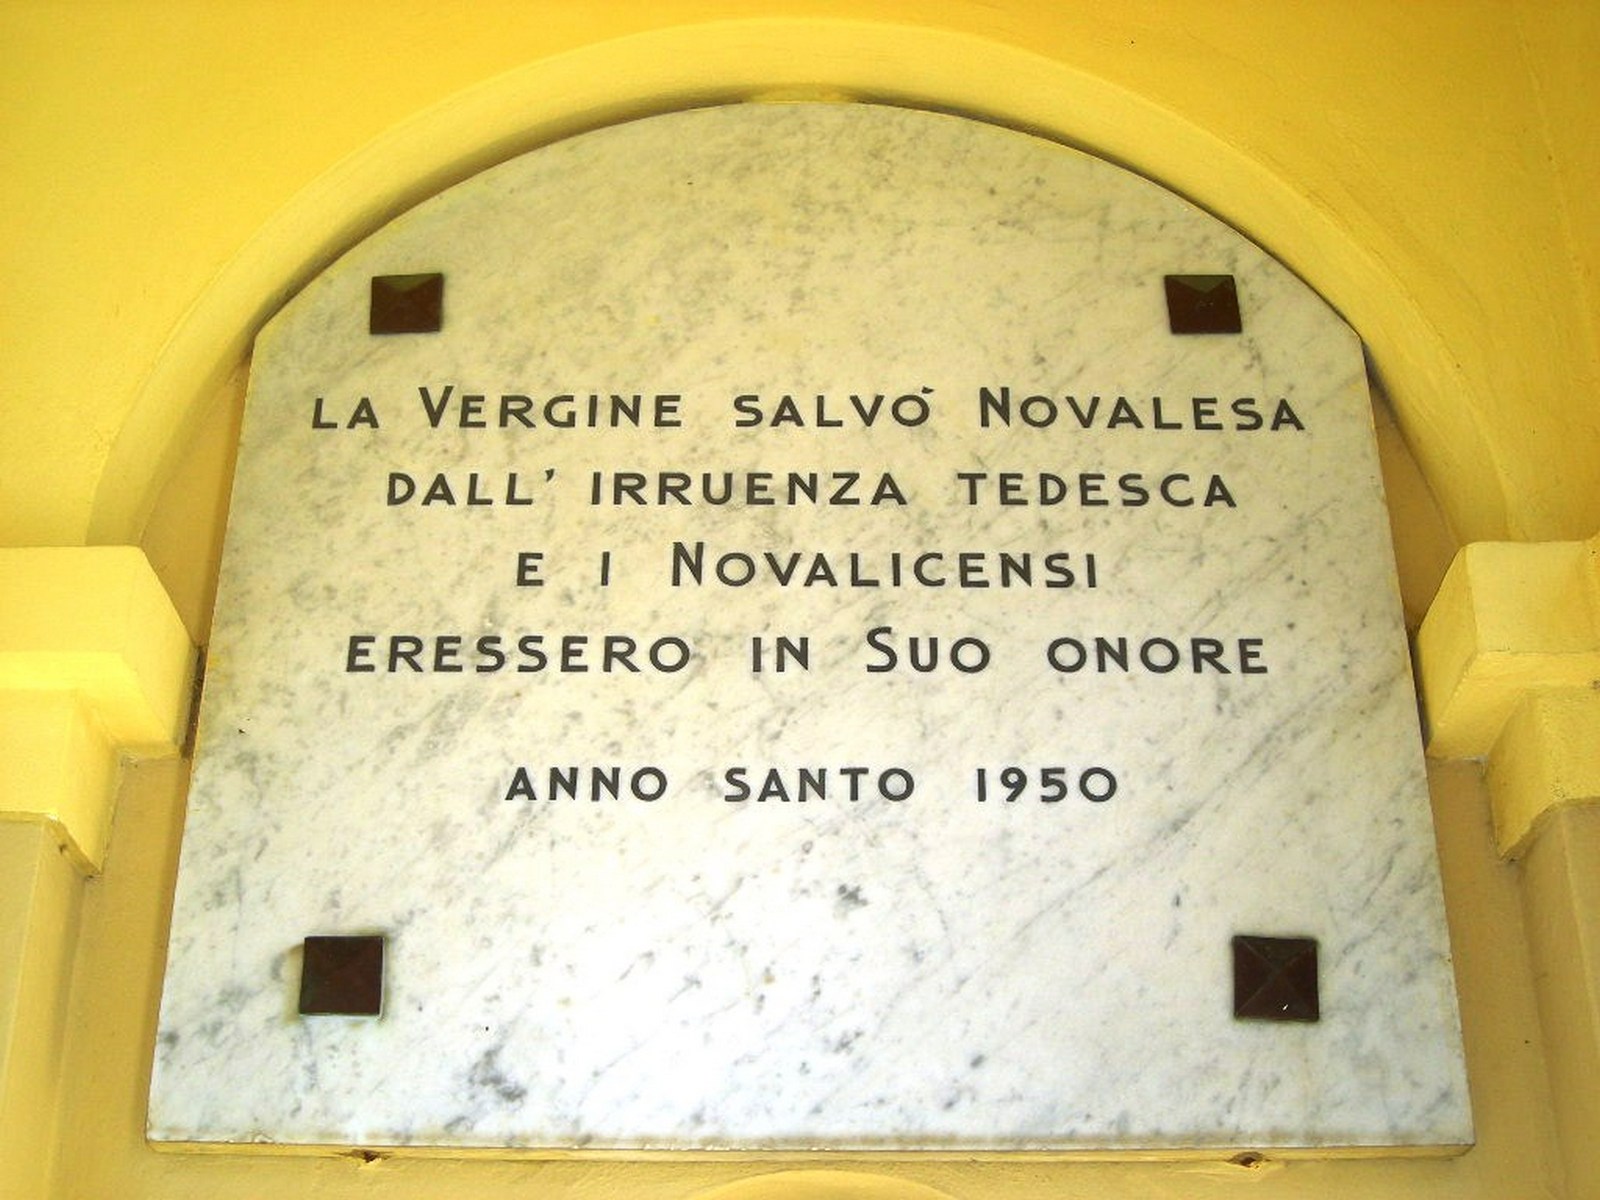 LA VERGINE SALVÒ NOVALESA
DALL' IRRUENZA TEDESCA
E I NOVALICENSI
ERESSERO IN SUO ONORE
ANNO SANTO 1950